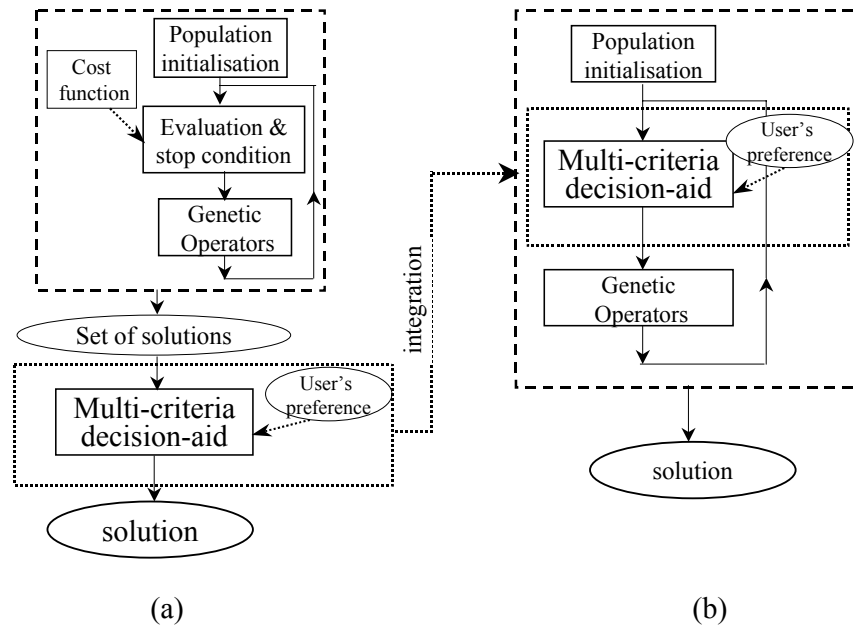 Population
initialisation
Cost
function
Evaluation &
stop condition
Genetic
Operators
Set of solutions
User's
preference
Multi-criteria
decision-aid
solution
(a)
integration
Population
initialisation
User's
preference
Multi-criteria
decision-aid
Genetic
Operators
solution
(b)